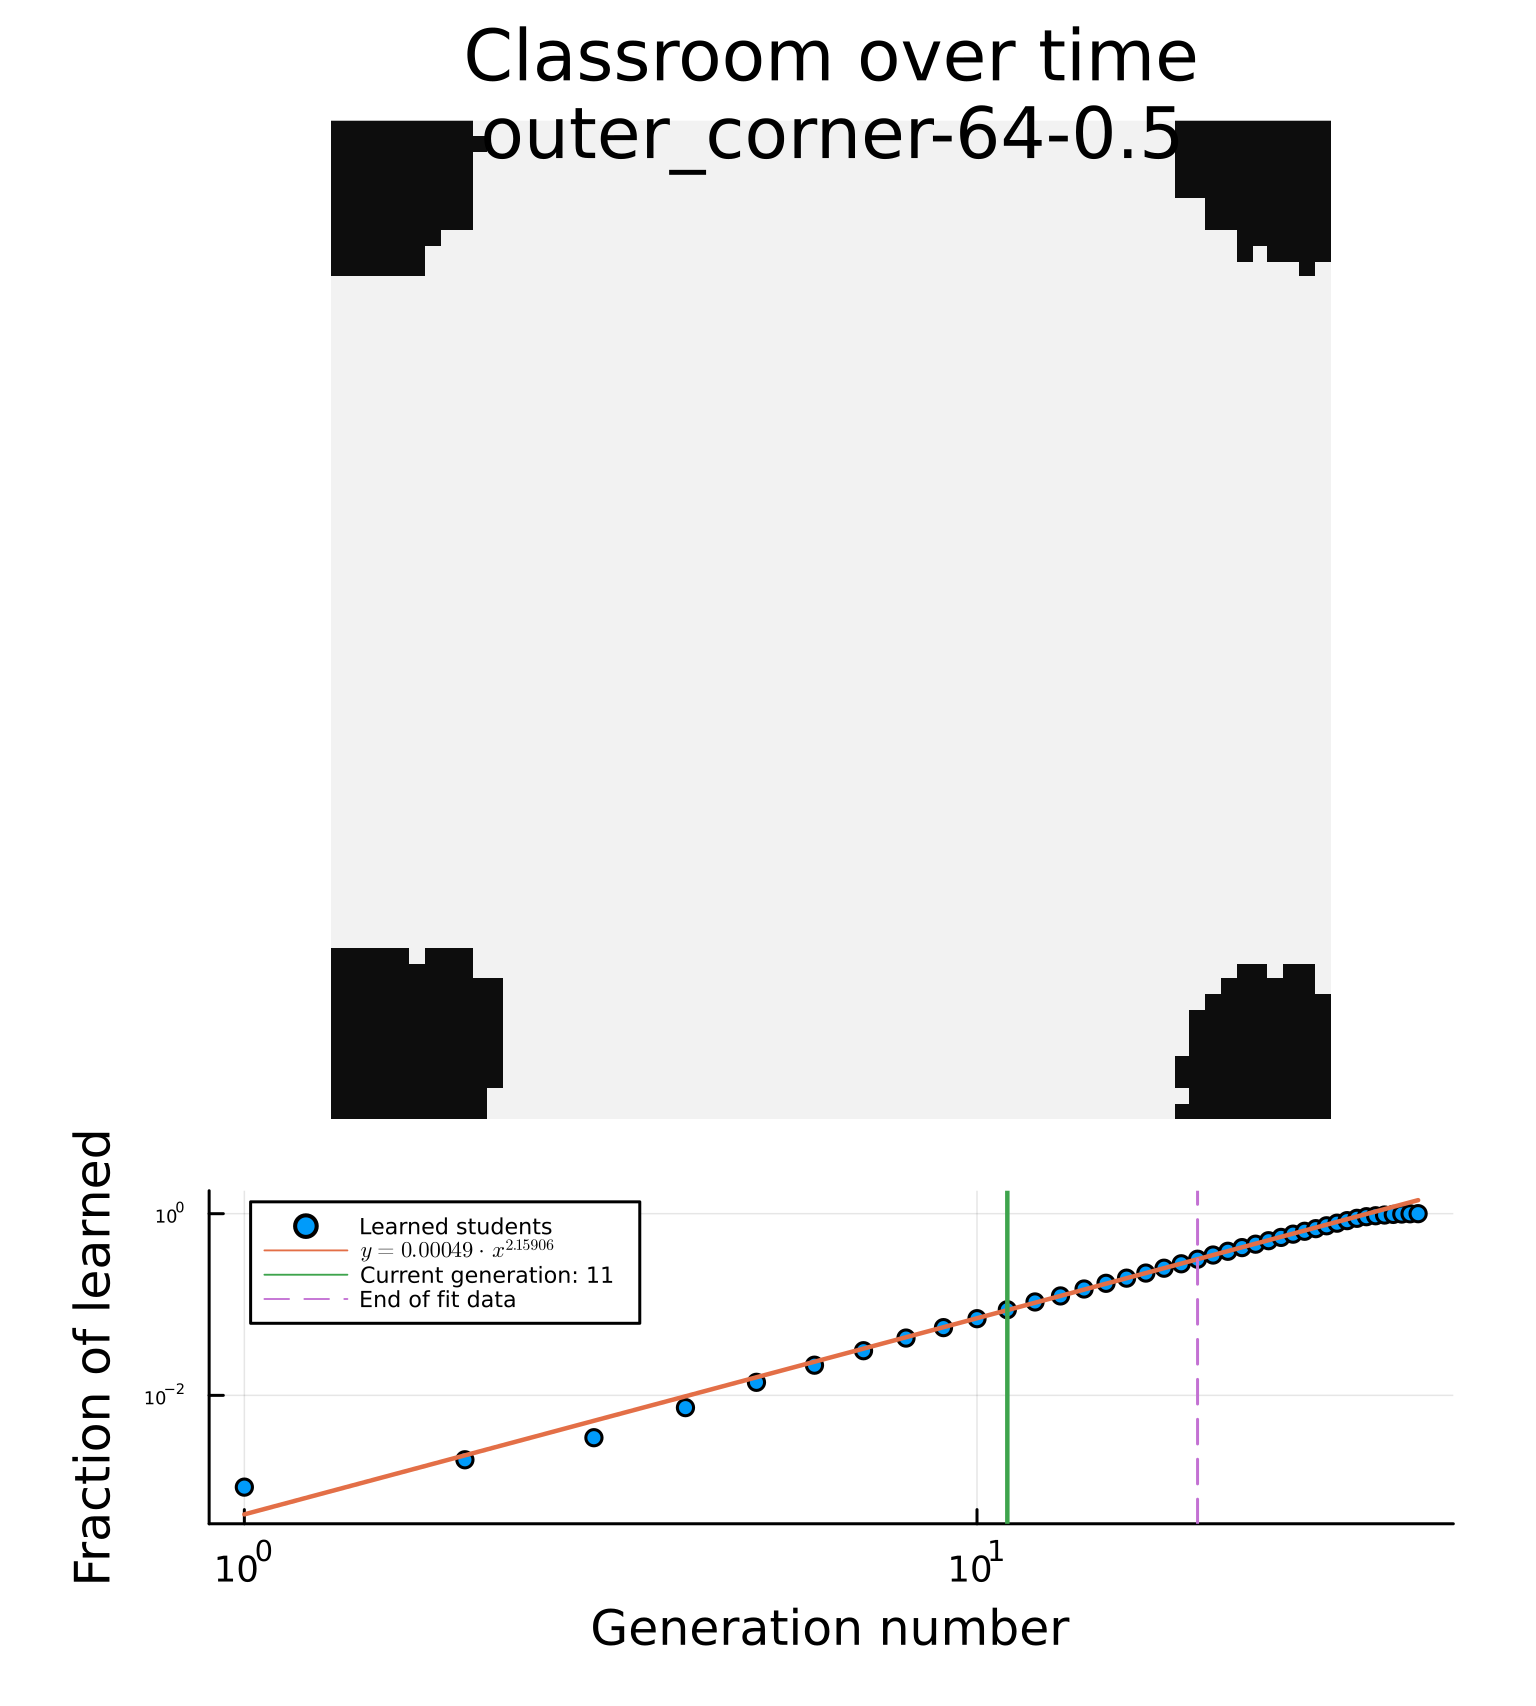 Classroom over time
outer_corner-64-0.5
Fraction of learned
10⁰
10⁻²
Learned students
y = 0.00049 · x^2.15906
Current generation: 11
End of fit data
10⁰
10¹
Generation number